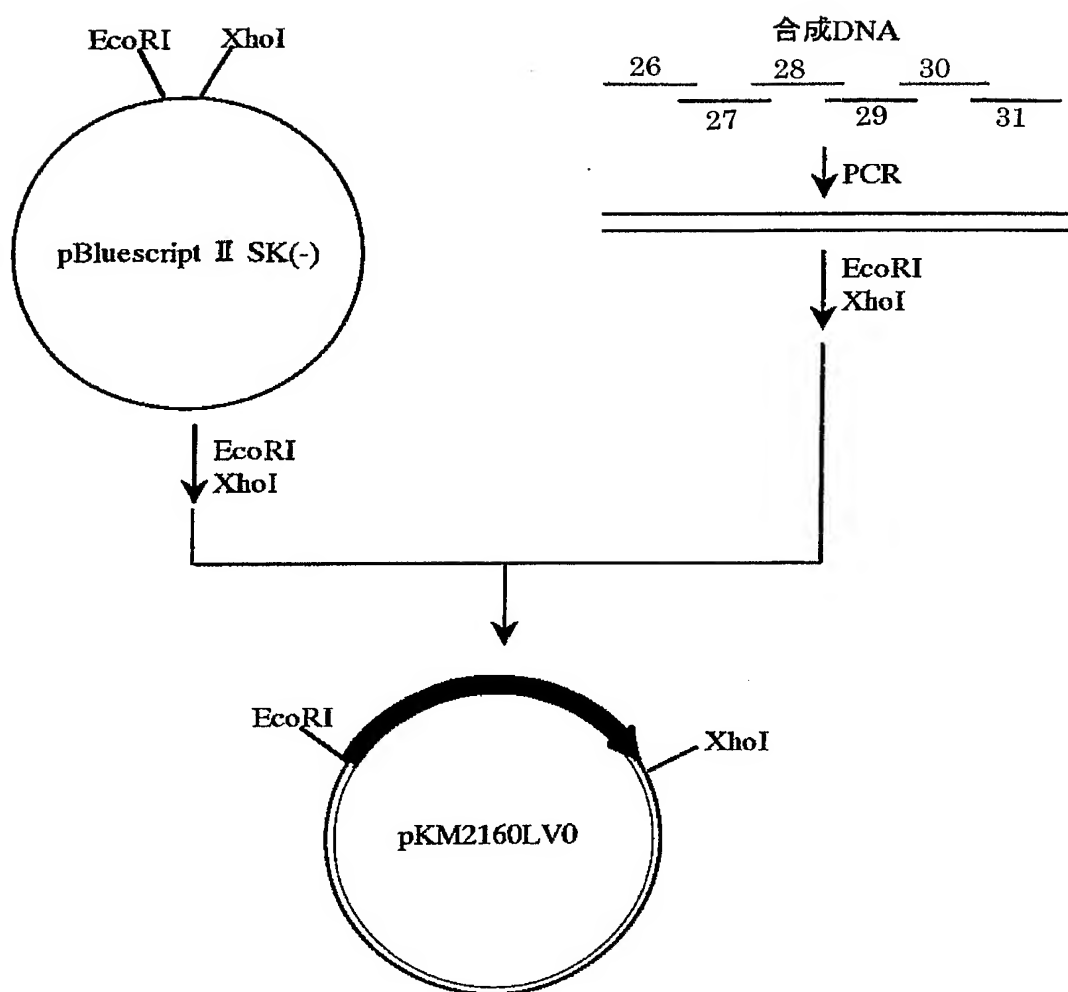 EcoRI XhoI
pBluescript II SK(-)
EcoRI
XhoI
合成DNA
26 28 30
27 29 31
PCR
EcoRI
XhoI
EcoRI
XhoI
pKM2160LV0